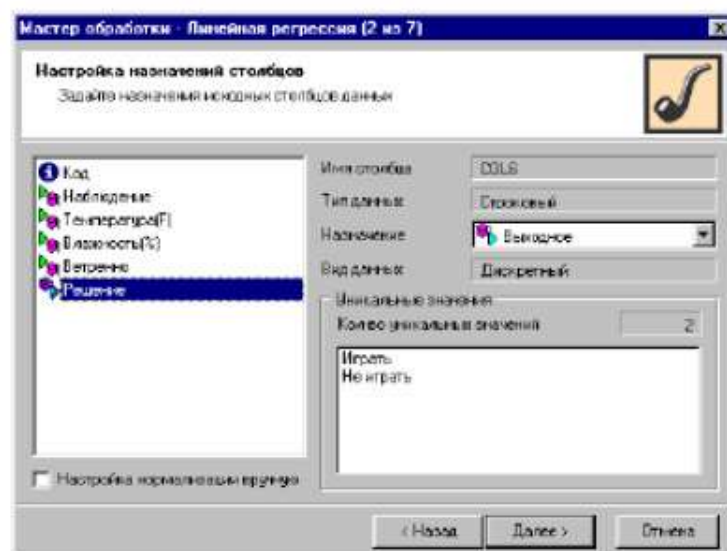 Мастер обработки - Линейная регрессия (2 из 7)
Настройка назначений столбцов
Задайте назначения исходных столбцов данных
Код
Наблюдение
Температура(F)
Влажность(%)
Ветренно
Решение
Имя столбца COL6
Тип данных Строковый
Назначение Выходное
Вид данных Дискретный
Уникальные значения
Кол-во уникальных значений 2
Играть
Не играть
Настройка нормализации вручную
< Назад Далее > Отмена